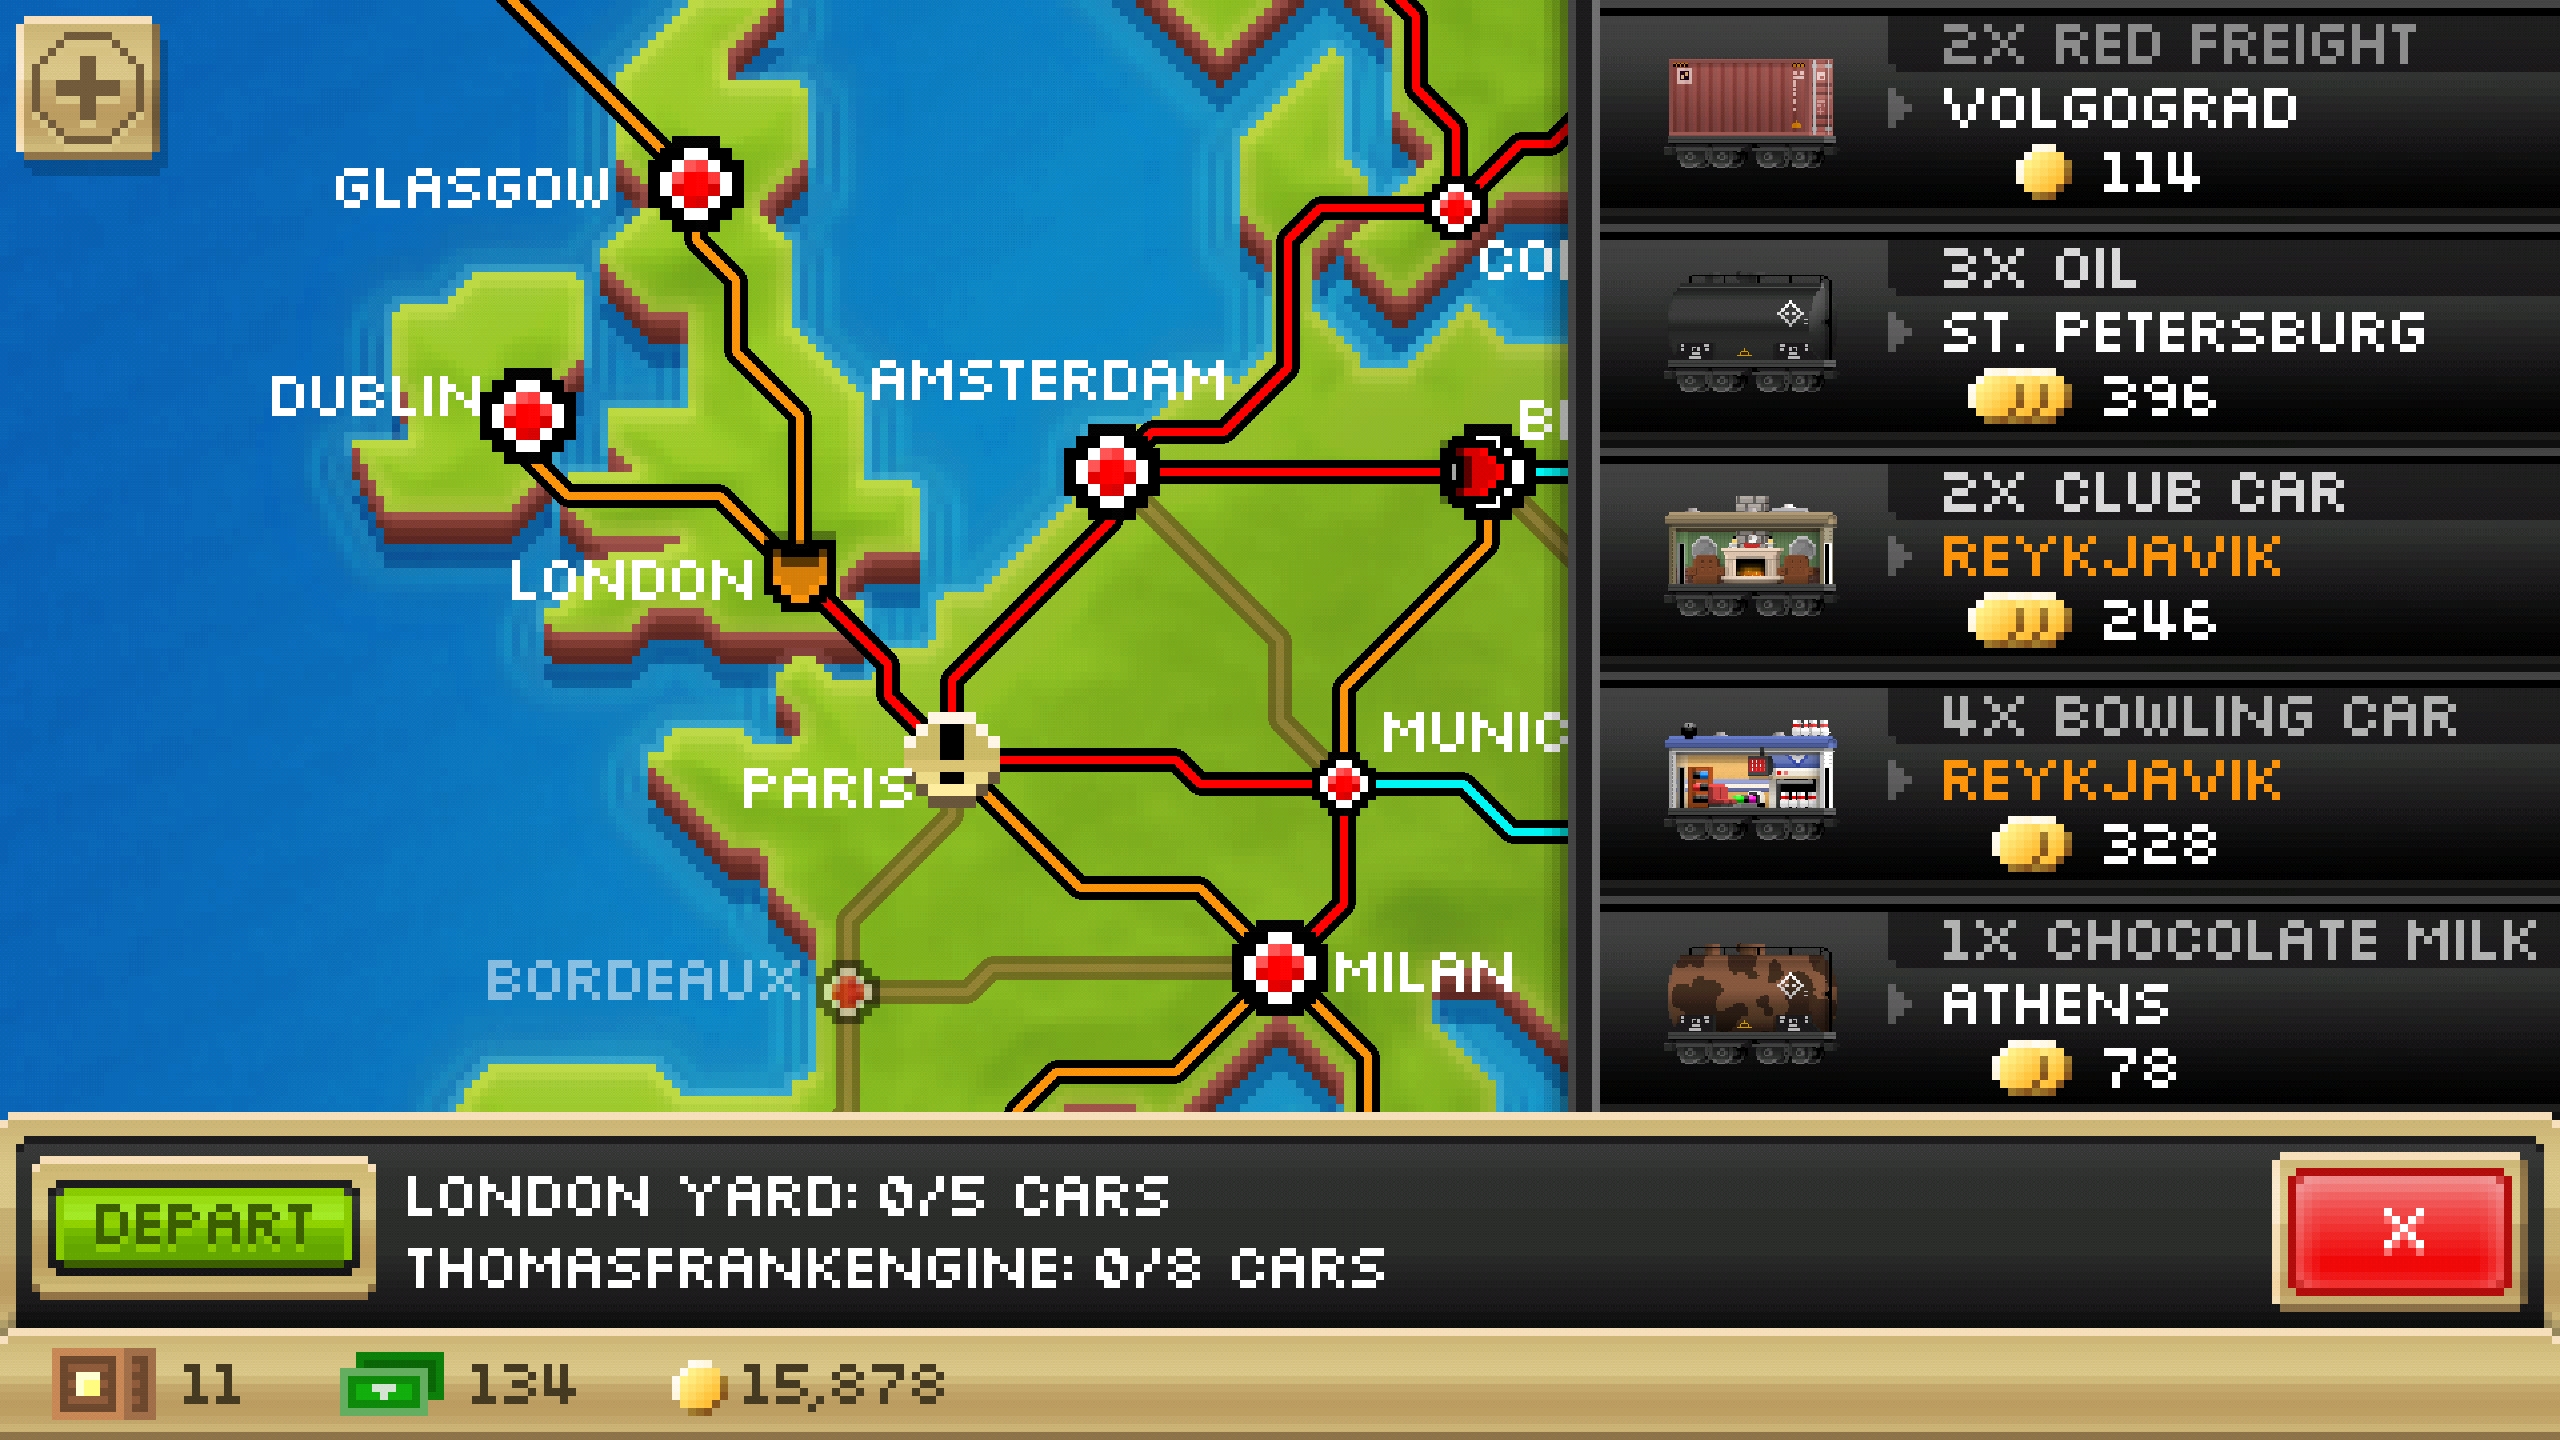 GLASGOW
DUBLIN
AMSTERDAM
LONDON
PARIS
BORDEAUX
MILAN
2X RED FREIGHT
VOLGOGRAD
114
3X OIL
ST. PETERSBURG
396
2X CLUB CAR
REYKJAVIK
246
4X BOWLING CAR
REYKJAVIK
328
1X CHOCOLATE MILK
ATHENS
78
DEPART
LONDON YARD: 0/5 CARS
THOMASFRANKENGINE: 0/8 CARS
X
11
134
15,878